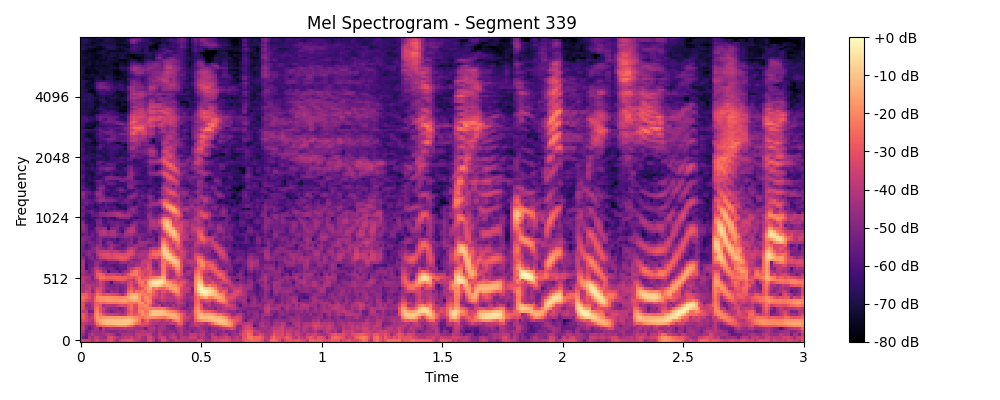 Mel Spectrogram - Segment 339
Frequency
4096
2048
1024
512
0
0
0.5
1
1.5
2
2.5
3
Time
+0 dB
-10 dB
-20 dB
-30 dB
-40 dB
-50 dB
-60 dB
-70 dB
-80 dB